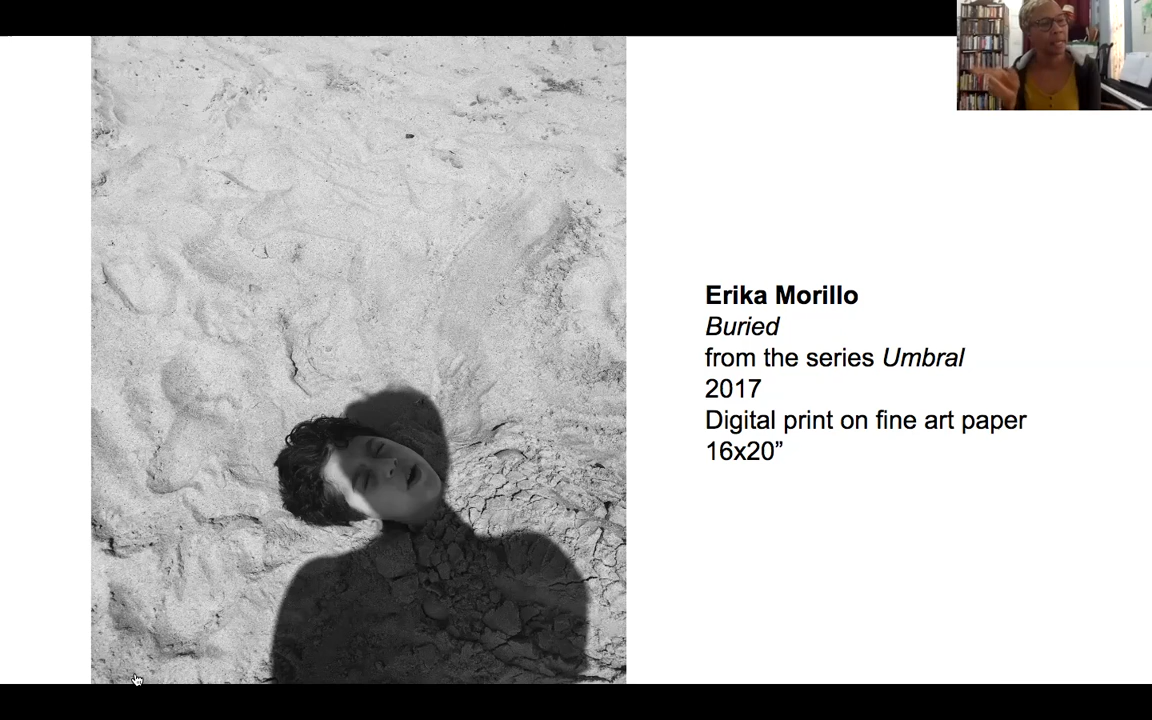 Erika Morillo
Buried
from the series Umbral
2017
Digital print on fine art paper
16x20”